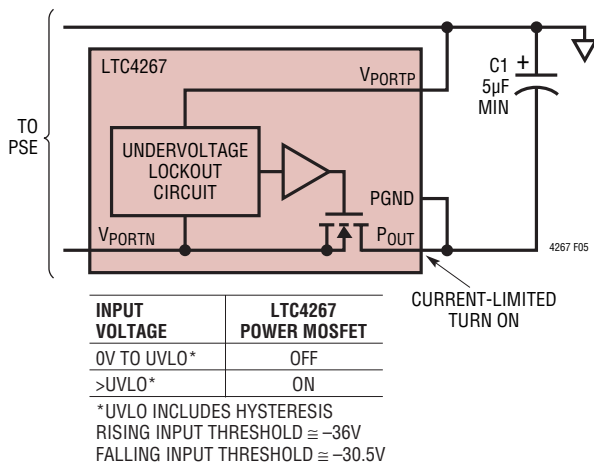 LTC4267
VPORTP
C1 +
5µF
MIN
TO
PSE
UNDERVOLTAGE
LOCKOUT
CIRCUIT
PGND
VPORTN
POUT
4267 F05
CURRENT-LIMITED
TURN ON
INPUT VOLTAGE LTC4267 POWER MOSFET
0V TO UVLO* OFF
>UVLO* ON
*UVLO INCLUDES HYSTERESIS
RISING INPUT THRESHOLD ≅ –36V
FALLING INPUT THRESHOLD ≅ –30.5V